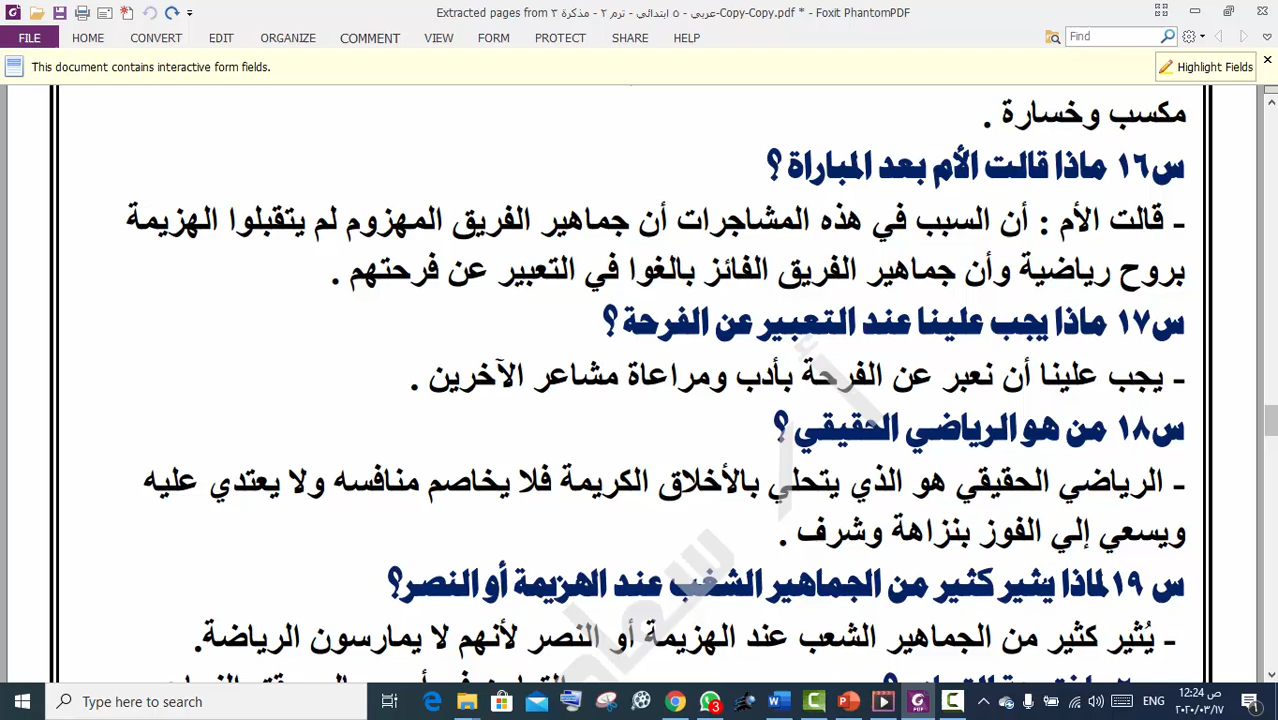 Extracted pages from مذكرة ٣ - عربي - ٥ ابتدائي - ترم ٢-Copy-Copy.pdf * - Foxit PhantomPDF
FILE HOME CONVERT EDIT ORGANIZE COMMENT VIEW FORM PROTECT SHARE HELP Find
This document contains interactive form fields. Highlight Fields
مكسب وخسارة .
س١٦ ماذا قالت الأم بعد المباراة ؟
- قالت الأم : أن السبب في هذه المشاجرات أن جماهير الفريق المهزوم لم يتقبلوا الهزيمة
بروح رياضية وأن جماهير الفريق الفائز بالغوا في التعبير عن فرحتهم .
س١٧ ماذا يجب علينا عند التعبير عن الفرحة ؟
- يجب علينا أن نعبر عن الفرحة بأدب ومراعاة مشاعر الآخرين .
س١٨ من هو الرياضي الحقيقي ؟
- الرياضي الحقيقي هو الذي يتحلي بالأخلاق الكريمة فلا يخاصم منافسه ولا يعتدي عليه
ويسعي إلي الفوز بنزاهة وشرف .
س ١٩ لماذا يثير كثير من الجماهير الشغب عند الهزيمة أو النصر؟
- يُثير كثير من الجماهير الشعب عند الهزيمة أو النصر لأنهم لا يمارسون الرياضة.
Type here to search
3
ENG
12:24 ص
٢٠٢٠/٠٣/١٧
1